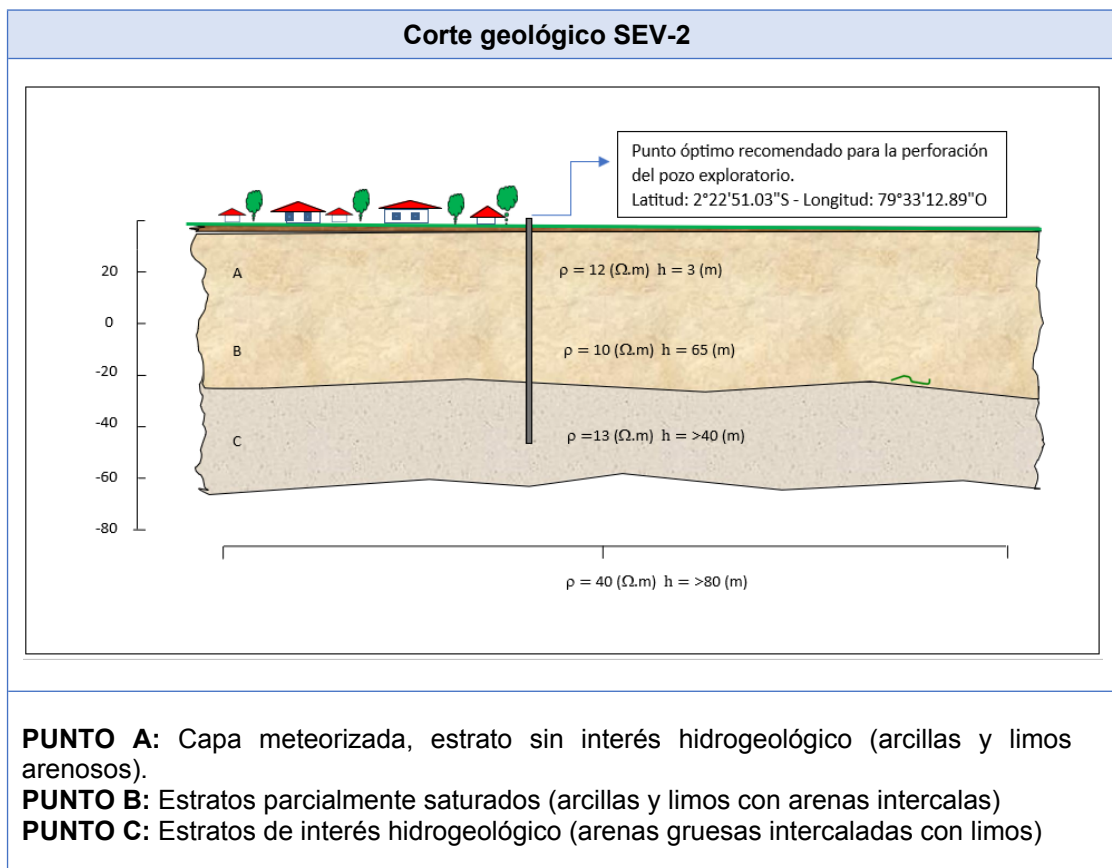 Corte geológico SEV-2
Punto óptimo recomendado para la perforación
del pozo exploratorio.
Latitud: 2°22'51.03"S - Longitud: 79°33'12.89"O
20
A
ρ = 12 (Ω.m) h = 3 (m)
0
B
ρ = 10 (Ω.m) h = 65 (m)
-20
-40
C
ρ =13 (Ω.m) h = >40 (m)
-60
-80
ρ = 40 (Ω.m) h = >80 (m)
PUNTO A: Capa meteorizada, estrato sin interés hidrogeológico (arcillas y limos
arenosos).
PUNTO B: Estratos parcialmente saturados (arcillas y limos con arenas intercalas)
PUNTO C: Estratos de interés hidrogeológico (arenas gruesas intercaladas con limos)